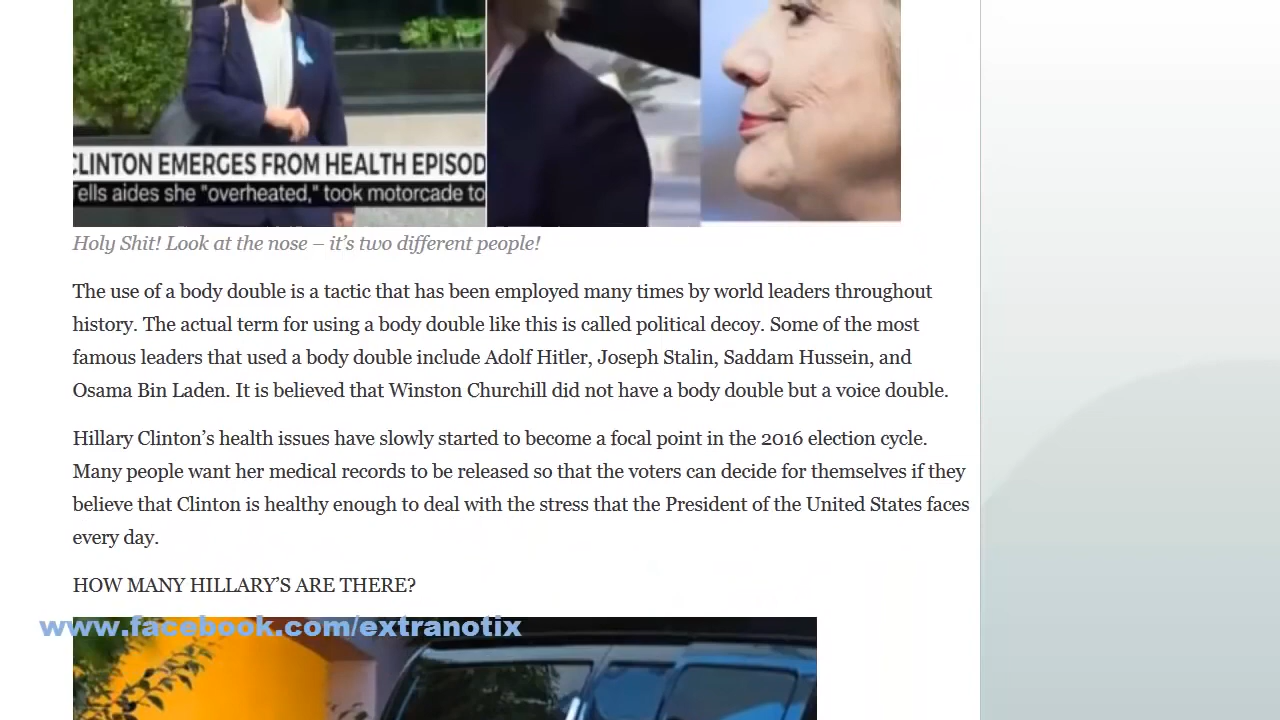 CLINTON EMERGES FROM HEALTH EPISOD
Tells aides she "overheated," took motorcade to
Holy Shit! Look at the nose – it's two different people!
The use of a body double is a tactic that has been employed many times by world leaders throughout
history. The actual term for using a body double like this is called political decoy. Some of the most
famous leaders that used a body double include Adolf Hitler, Joseph Stalin, Saddam Hussein, and
Osama Bin Laden. It is believed that Winston Churchill did not have a body double but a voice double.
Hillary Clinton's health issues have slowly started to become a focal point in the 2016 election cycle.
Many people want her medical records to be released so that the voters can decide for themselves if they
believe that Clinton is healthy enough to deal with the stress that the President of the United States faces
every day.
HOW MANY HILLARY'S ARE THERE?
www.facebook.com/extranotix